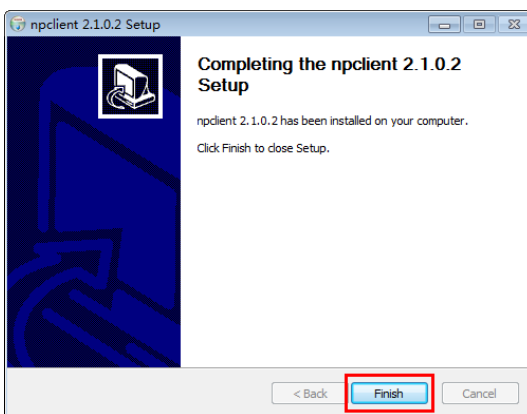 npclient 2.1.0.2 Setup
Completing the npclient 2.1.0.2
Setup
npclient 2.1.0.2 has been installed on your computer.
Click Finish to close Setup.
< Back
Finish
Cancel